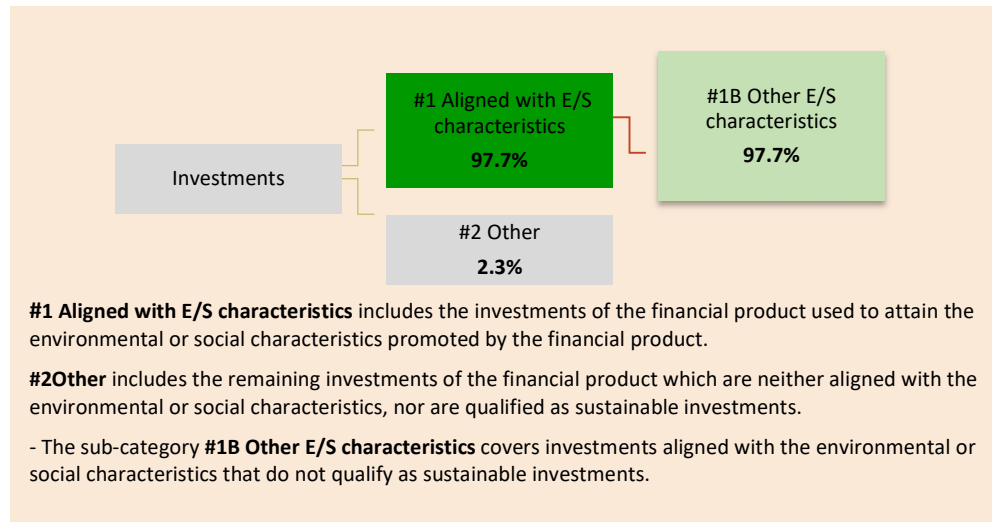 #1 Aligned with E/S
characteristics
97.7%
#1B Other E/S
characteristics
97.7%
Investments
#2 Other
2.3%
#1 Aligned with E/S characteristics includes the investments of the financial product used to attain the
environmental or social characteristics promoted by the financial product.
#2Other includes the remaining investments of the financial product which are neither aligned with the
environmental or social characteristics, nor are qualified as sustainable investments.
- The sub-category #1B Other E/S characteristics covers investments aligned with the environmental or
social characteristics that do not qualify as sustainable investments.